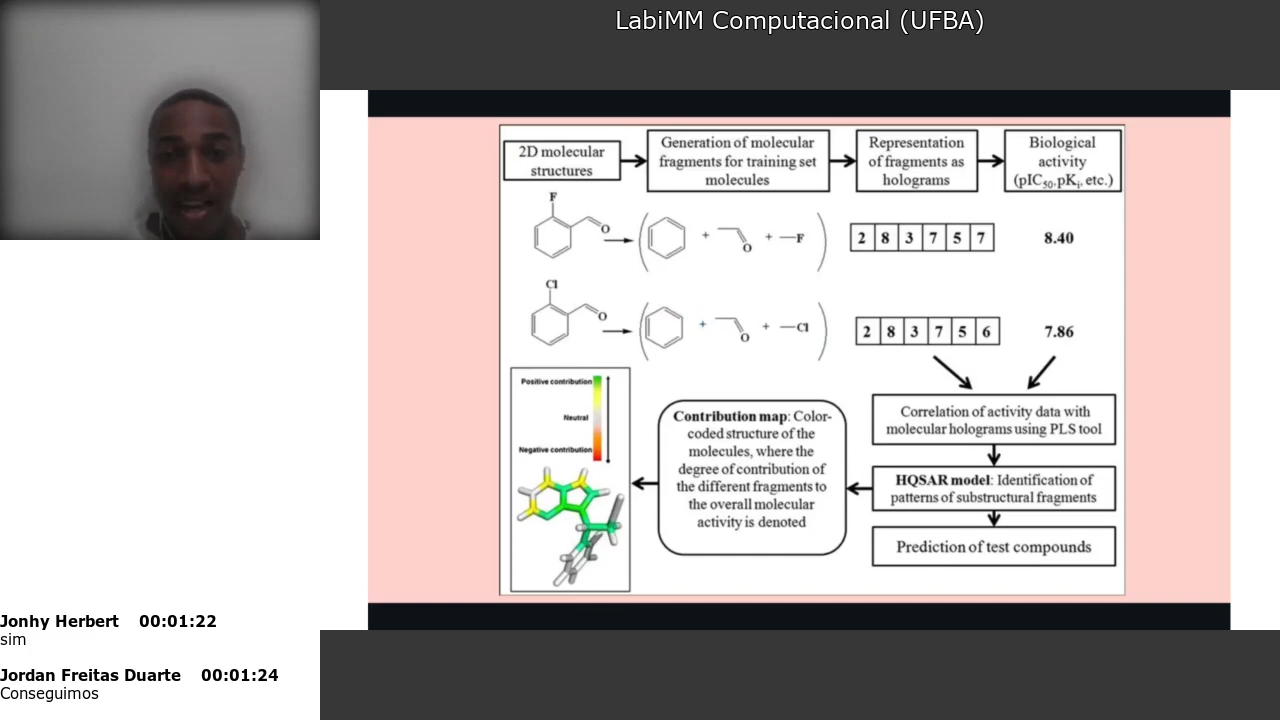 LabiMM Computacional (UFBA)
2D molecular
structures
Generation of molecular
fragments for training set
molecules
Representation
of fragments as
holograms
Biological
activity
(pIC50,pKi, etc.)
F
O
+
O
+ —F
2 8 3 7 5 7
8.40
Cl
O
+
O
+ —Cl
2 8 3 7 5 6
7.86
Positive contribution
Neutral
Negative contribution
Contribution map: Color-
coded structure of the
molecules, where the
degree of contribution of
the different fragments to
the overall molecular
activity is denoted
Correlation of activity data with
molecular holograms using PLS tool
HQSAR model: Identification of
patterns of substructural fragments
Prediction of test compounds
Jonhy Herbert 00:01:22
sim
Jordan Freitas Duarte 00:01:24
Conseguimos